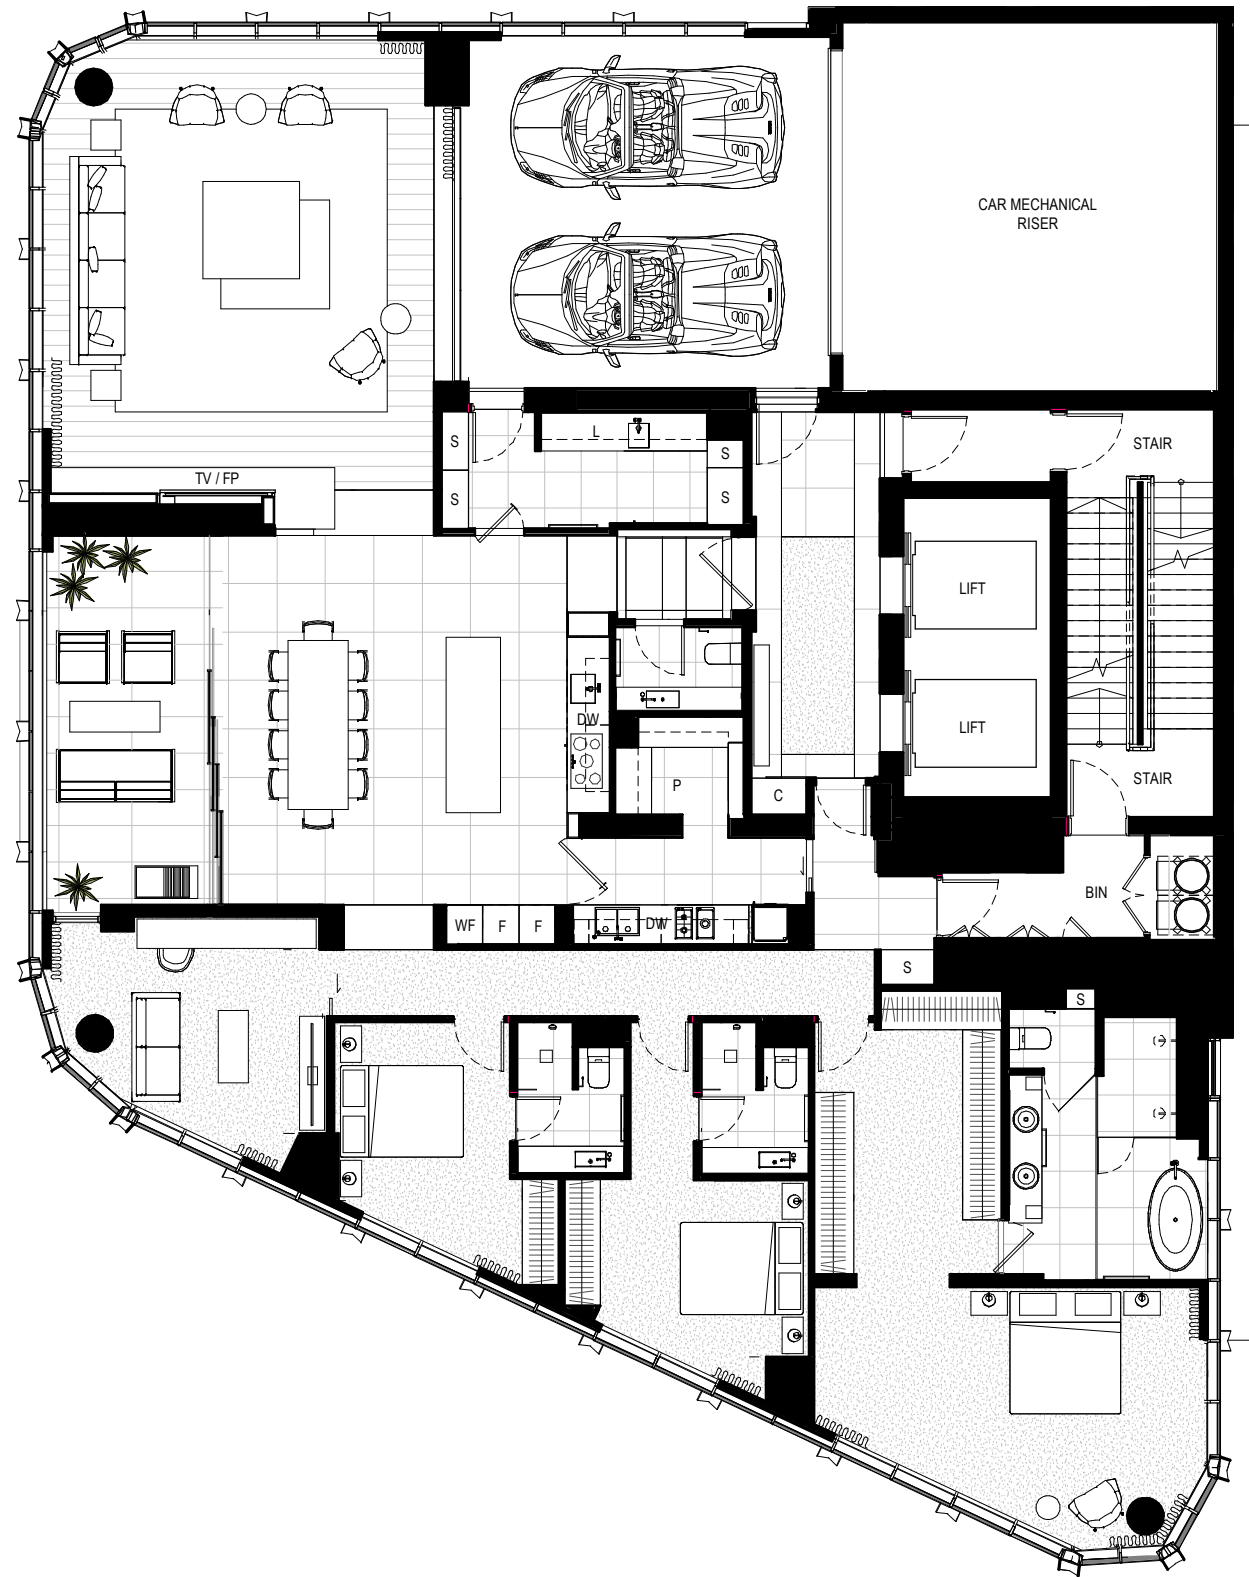 CAR MECHANICAL
RISER
S
L
S
STAIR
S
S
TV / FP
LIFT
DW
LIFT
P
C
STAIR
BIN
WF
F
F
DW
S
S